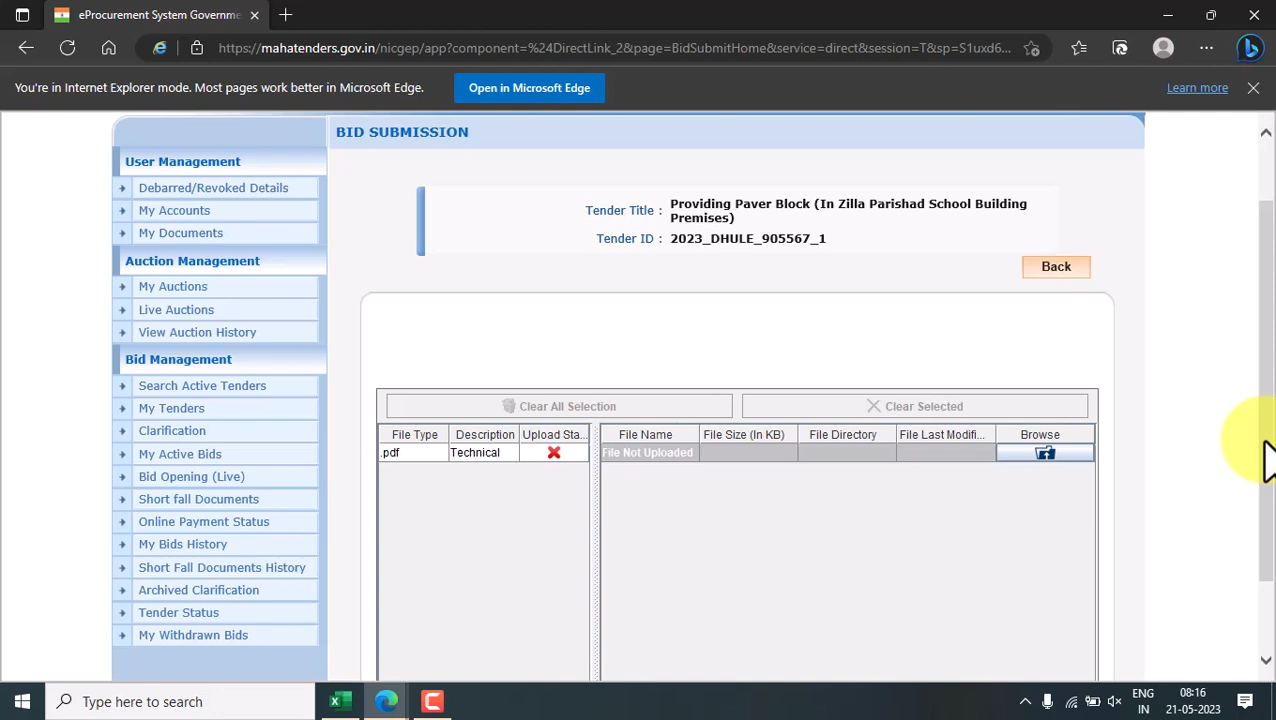 eProcurement System Governme
https://mahatenders.gov.in/nicgep/app?component=%24DirectLink_2&page=BidSubmitHome&service=direct&session=T&sp=S1uxd6...
You're in Internet Explorer mode. Most pages work better in Microsoft Edge.
Open in Microsoft Edge
Learn more
BID SUBMISSION
User Management
Debarred/Revoked Details
My Accounts
My Documents
Auction Management
My Auctions
Live Auctions
View Auction History
Bid Management
Search Active Tenders
My Tenders
Clarification
My Active Bids
Bid Opening (Live)
Short fall Documents
Online Payment Status
My Bids History
Short Fall Documents History
Archived Clarification
Tender Status
My Withdrawn Bids
Tender Title : Providing Paver Block (In Zilla Parishad School Building
Premises)
Tender ID : 2023_DHULE_905567_1
Back
Clear All Selection
Clear Selected
File Type Description Upload Sta... File Name File Size (In KB) File Directory File Last Modifi... Browse
.pdf Technical File Not Uploaded
Type here to search
ENG
IN
08:16
21-05-2023